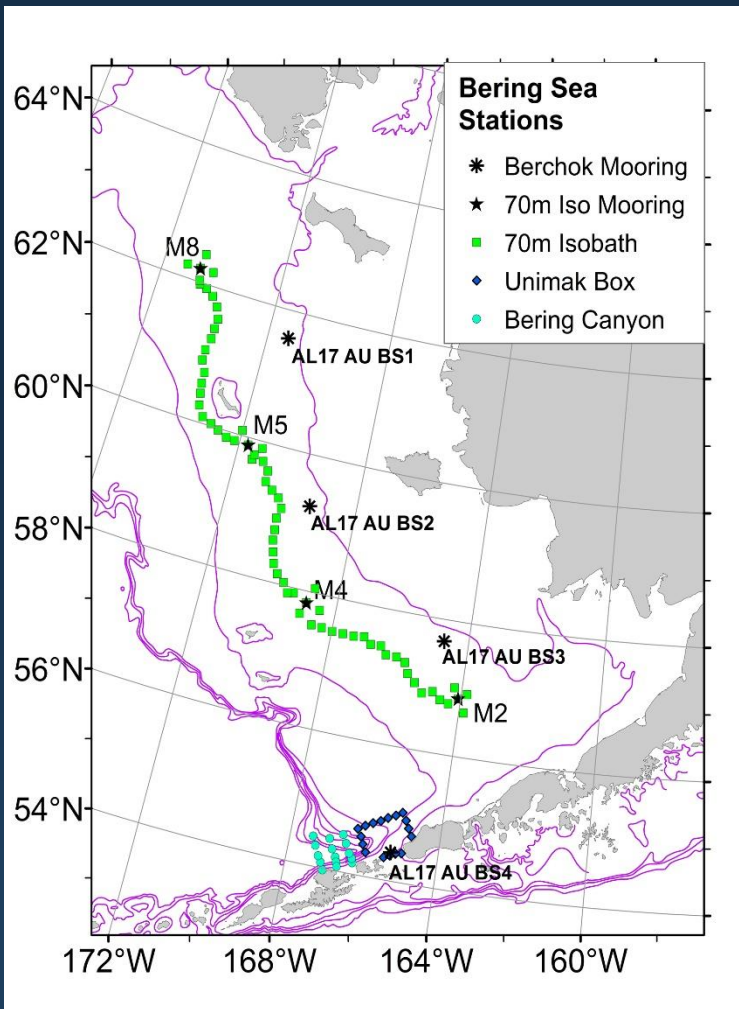 Bering Sea
Stations
Berchok Mooring
70m Iso Mooring
70m Isobath
Unimak Box
Bering Canyon
64°N
62°N
60°N
58°N
56°N
54°N
M8
AL17 AU BS1
M5
AL17 AU BS2
M4
AL17 AU BS3
M2
AL17 AU BS4
172°W
168°W
164°W
160°W